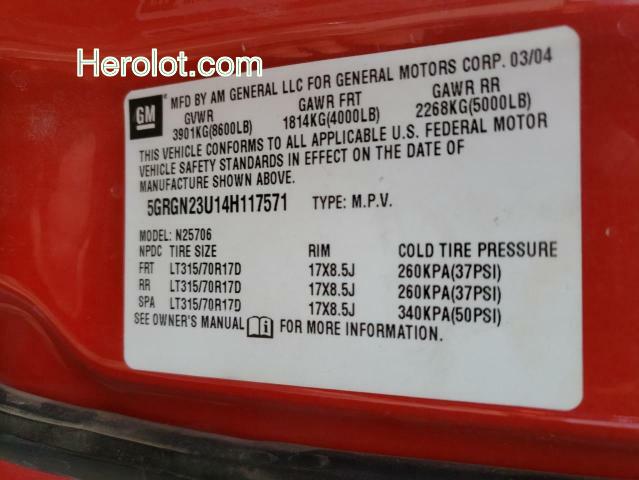 Herolot.com
GM
MFD BY AM GENERAL LLC FOR GENERAL MOTORS CORP. 03/04
GVWR GAWR FRT GAWR RR
3901KG(8600LB) 1814KG(4000LB) 2268KG(5000LB)
THIS VEHICLE CONFORMS TO ALL APPLICABLE U.S. FEDERAL MOTOR
VEHICLE SAFETY STANDARDS IN EFFECT ON THE DATE OF
MANUFACTURE SHOWN ABOVE.
5GRGN23U14H117571 TYPE: M.P.V.
MODEL: N25706
NPDC TIRE SIZE RIM COLD TIRE PRESSURE
FRT LT315/70R17D 17X8.5J 260KPA(37PSI)
RR LT315/70R17D 17X8.5J 260KPA(37PSI)
SPA LT315/70R17D 17X8.5J 340KPA(50PSI)
SEE OWNER'S MANUAL FOR MORE INFORMATION.